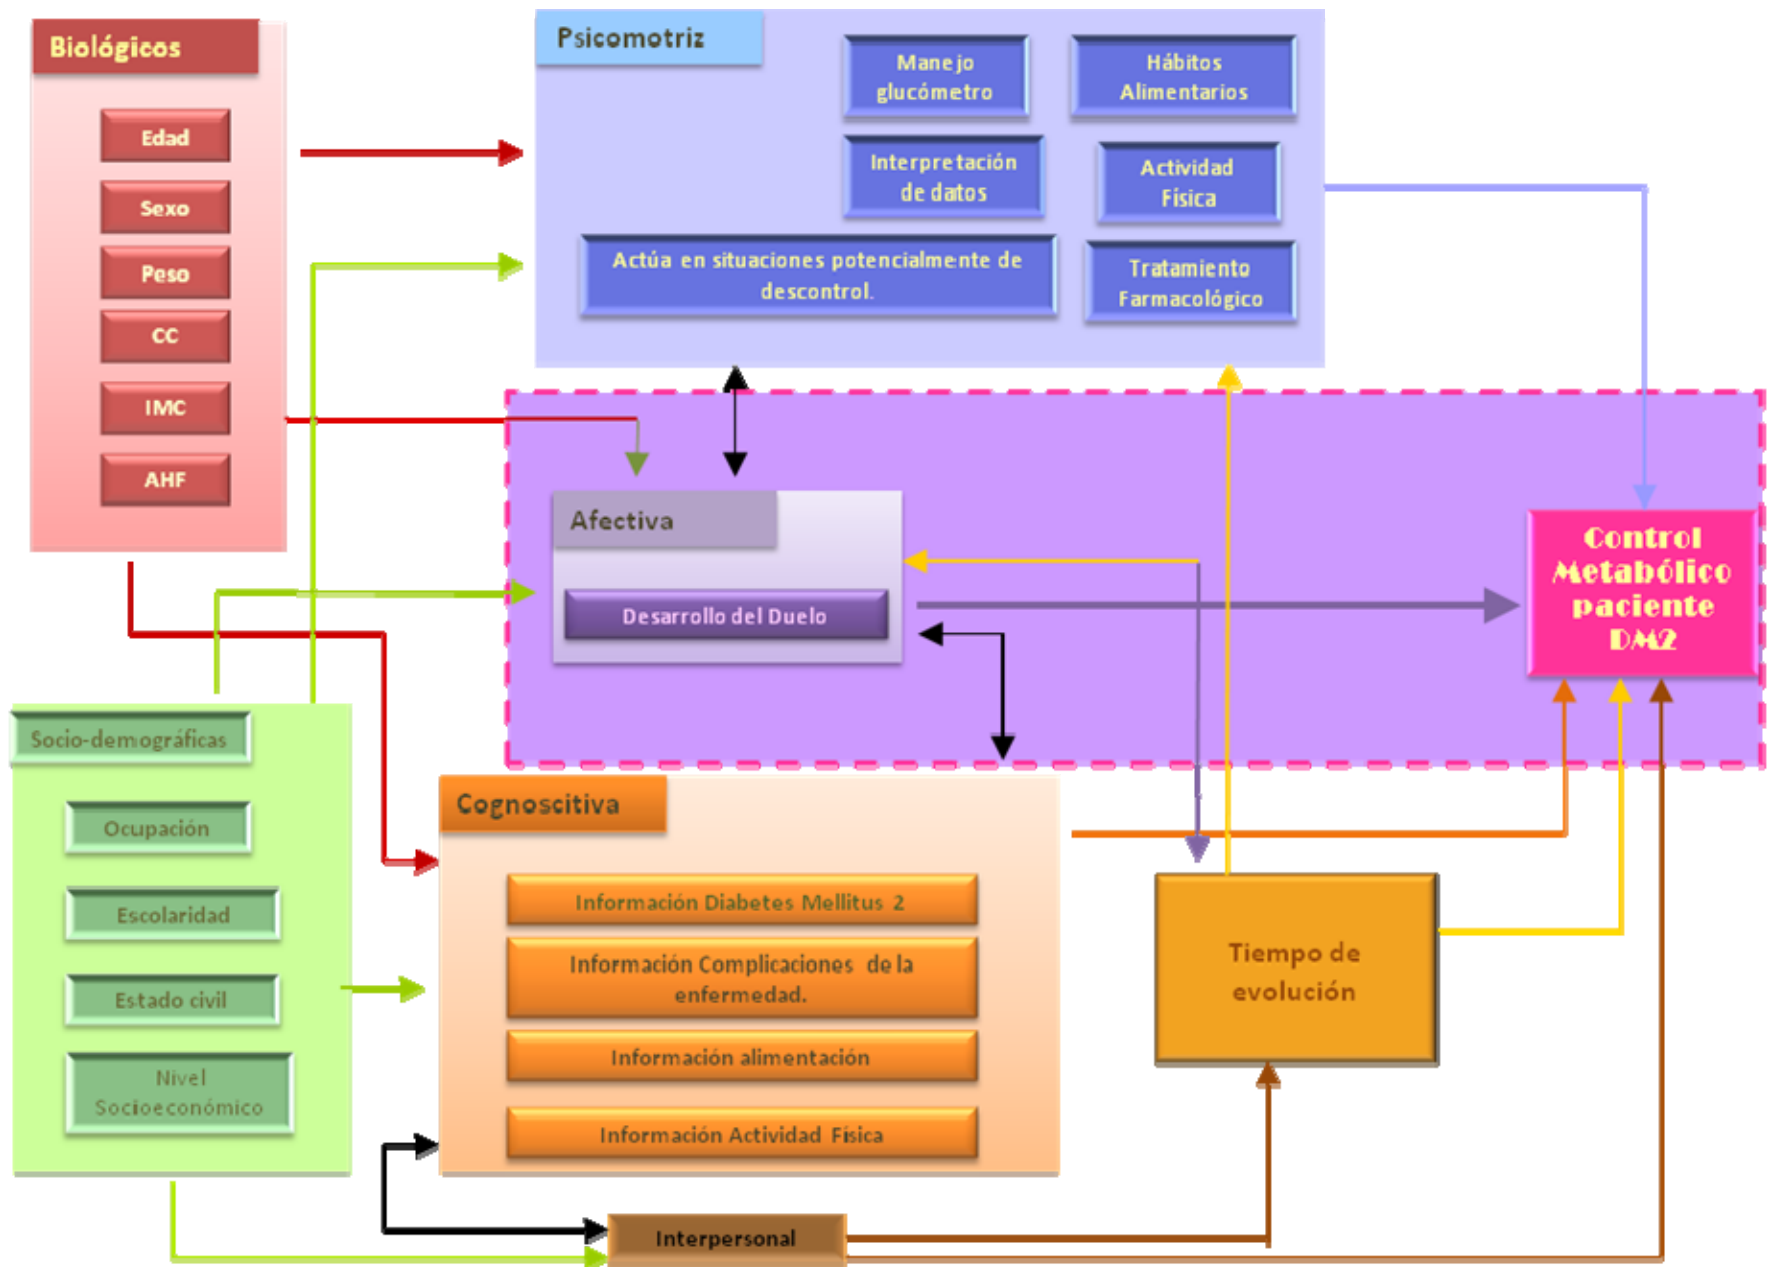 Biológicos
Edad
Sexo
Peso
CC
IMC
AHF
Psicomotriz
Manejo
glucómetro
Hábitos
Alimentarios
Interpretación
de datos
Actividad
Física
Actúa en situaciones potencialmente de
descontrol.
Tratamiento
Farmacológico
Afectiva
Desarrollo del Duelo
Control
Metabólico
paciente
DM2
Socio-demográficas
Ocupación
Escolaridad
Estado civil
Nivel
Socioeconómico
Cognoscitiva
Información Diabetes Mellitus 2
Información Complicaciones de la
enfermedad.
Información alimentación
Información Actividad Física
Tiempo de
evolución
Interpersonal